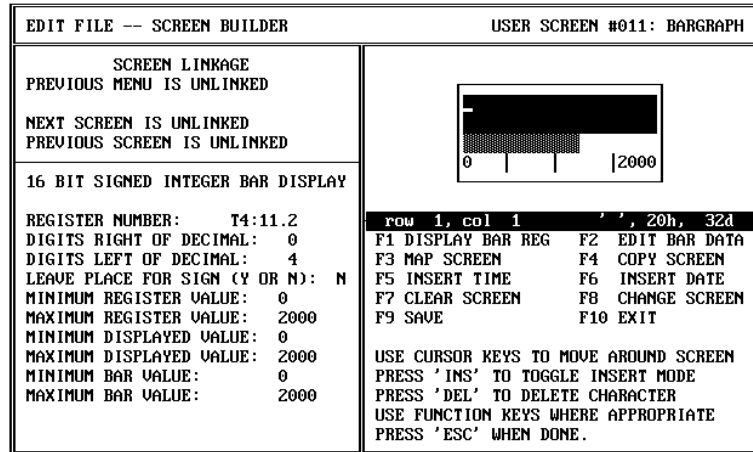 EDIT FILE -- SCREEN BUILDER
USER SCREEN #011: BARGRAPH
SCREEN LINKAGE
PREVIOUS MENU IS UNLINKED
NEXT SCREEN IS UNLINKED
PREVIOUS SCREEN IS UNLINKED
16 BIT SIGNED INTEGER BAR DISPLAY
REGISTER NUMBER: T4:11.2
DIGITS RIGHT OF DECIMAL: 0
DIGITS LEFT OF DECIMAL: 4
LEAVE PLACE FOR SIGN (Y OR N): N
MINIMUM REGISTER VALUE: 0
MAXIMUM REGISTER VALUE: 2000
MINIMUM DISPLAYED VALUE: 0
MAXIMUM DISPLAYED VALUE: 2000
MINIMUM BAR VALUE: 0
MAXIMUM BAR VALUE: 2000
0 | | |2000
row 1, col 1 ' ', 20h, 32d
F1 DISPLAY BAR REG F2 EDIT BAR DATA
F3 MAP SCREEN F4 COPY SCREEN
F5 INSERT TIME F6 INSERT DATE
F7 CLEAR SCREEN F8 CHANGE SCREEN
F9 SAVE F10 EXIT
USE CURSOR KEYS TO MOVE AROUND SCREEN
PRESS 'INS' TO TOGGLE INSERT MODE
PRESS 'DEL' TO DELETE CHARACTER
USE FUNCTION KEYS WHERE APPROPRIATE
PRESS 'ESC' WHEN DONE.